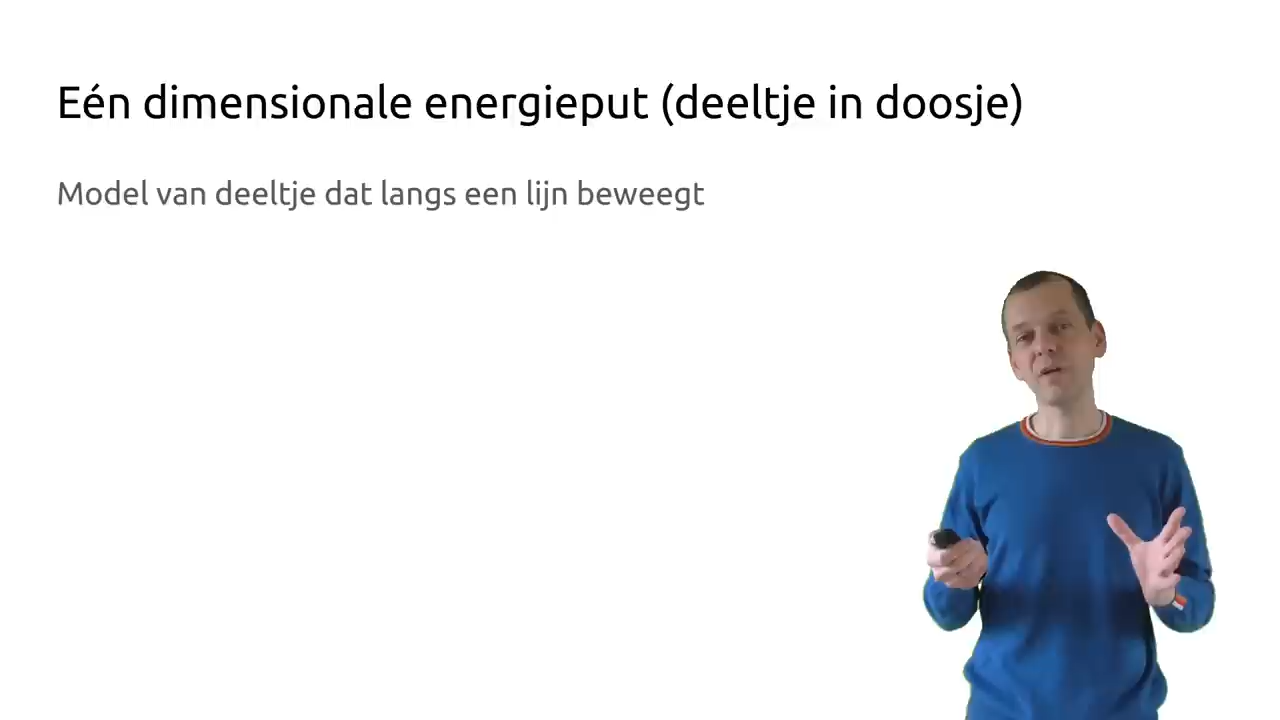 Eén dimensionale energieput (deeltje in doosje)
Model van deeltje dat langs een lijn beweegt